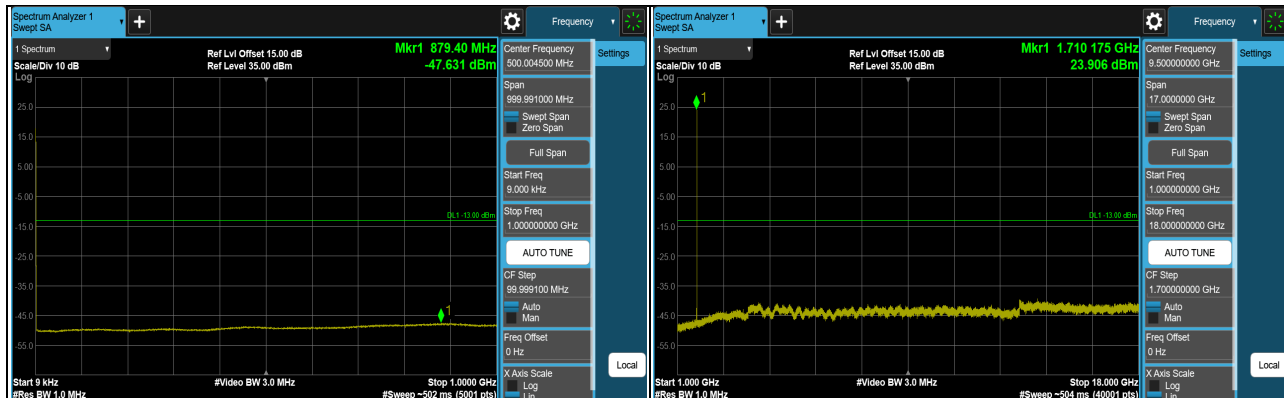 Spectrum Analyzer 1
Swept SA
+
Frequency
1 Spectrum
Scale/Div 10 dB
Log
Ref Lvl Offset 15.00 dB
Ref Level 35.00 dBm
Mkr1 879.40 MHz
-47.631 dBm
25.0
15.0
5.00
-5.00
-15.0
-25.0
-35.0
-45.0
-55.0
DL1 -13.00 dBm
1
Start 9 kHz
#Res BW 1.0 MHz
#Video BW 3.0 MHz
Stop 1.0000 GHz
#Sweep ~502 ms (5001 pts)
Center Frequency
500.004500 MHz
Span
999.991000 MHz
Swept Span
Zero Span
Full Span
Start Freq
9.000 kHz
Stop Freq
1.000000000 GHz
AUTO TUNE
CF Step
99.999100 MHz
Auto
Man
Freq Offset
0 Hz
X Axis Scale
Log
Lin
Settings
Local
Spectrum Analyzer 1
Swept SA
+
Frequency
1 Spectrum
Scale/Div 10 dB
Log
Ref Lvl Offset 15.00 dB
Ref Level 35.00 dBm
Mkr1 1.710 175 GHz
23.906 dBm
1
25.0
15.0
5.00
-5.00
-15.0
-25.0
-35.0
-45.0
-55.0
DL1 -13.00 dBm
Start 1.000 GHz
#Res BW 1.0 MHz
#Video BW 3.0 MHz
Stop 18.000 GHz
#Sweep ~504 ms (40001 pts)
Center Frequency
9.500000000 GHz
Span
17.0000000 GHz
Swept Span
Zero Span
Full Span
Start Freq
1.000000000 GHz
Stop Freq
18.000000000 GHz
AUTO TUNE
CF Step
1.700000000 GHz
Auto
Man
Freq Offset
0 Hz
X Axis Scale
Log
Lin
Settings
Local